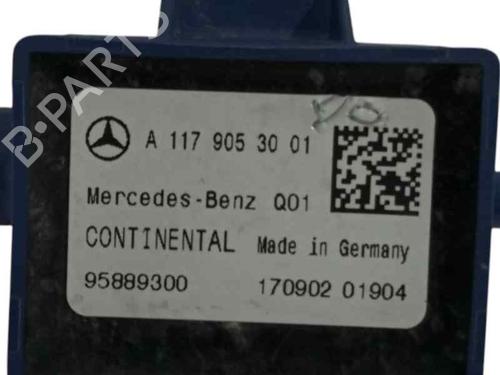 A 117 905 30 01
Mercedes-Benz Q01
CONTINENTAL Made in Germany
95889300 170902 01904
B-PARTS